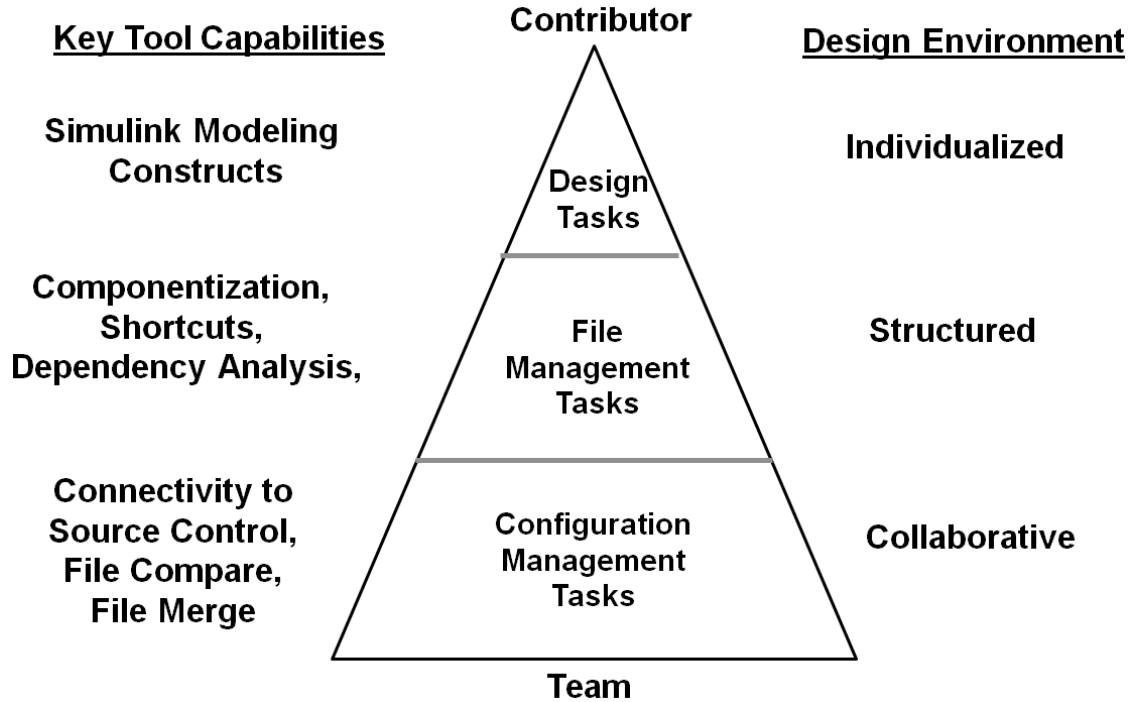 Contributor
Key Tool Capabilities
Design Environment
Simulink Modeling
Constructs
Design
Tasks
Individualized
Componentization,
Shortcuts,
Dependency Analysis,
File
Management
Tasks
Structured
Connectivity to
Source Control,
File Compare,
File Merge
Configuration
Management
Tasks
Collaborative
Team